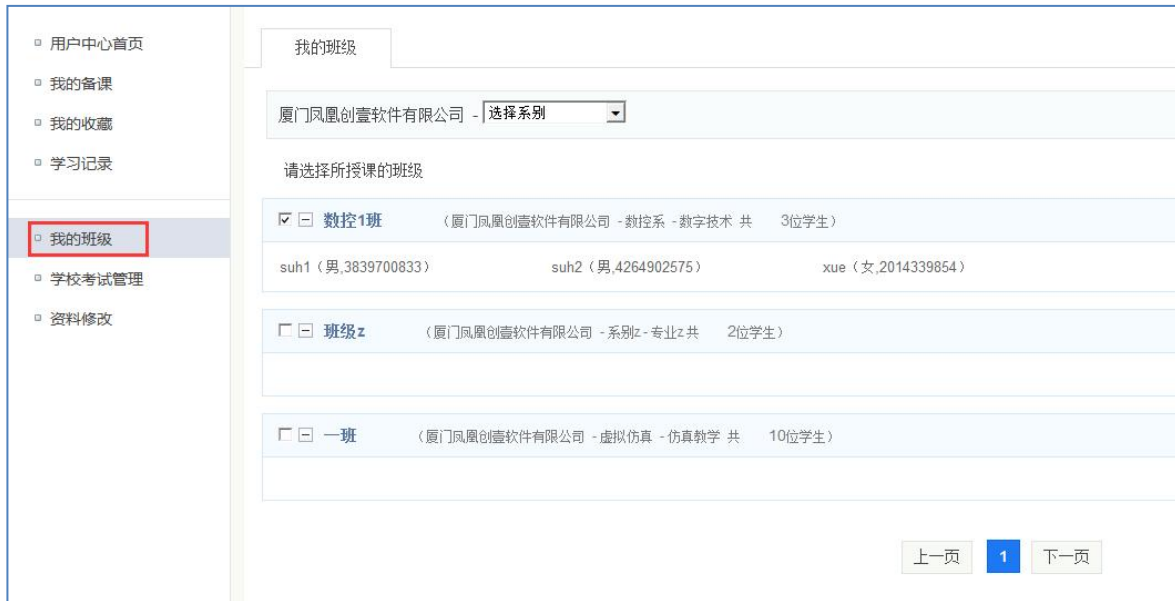 用户中心首页
我的备课
我的收藏
学习记录
我的班级
学校考试管理
资料修改
我的班级
厦门凤凰创壹软件有限公司 - 选择系别
请选择所授课的班级
数控1班 （厦门凤凰创壹软件有限公司 -数控系 -数字技术 共 3位学生）
suh1（男,3839700833） suh2（男,4264902575） xue（女,2014339854）
班级z （厦门凤凰创壹软件有限公司 -系别z-专业z共 2位学生）
一班 （厦门凤凰创壹软件有限公司 -虚拟仿真 -仿真教学 共 10位学生）
上一页 1 下一页